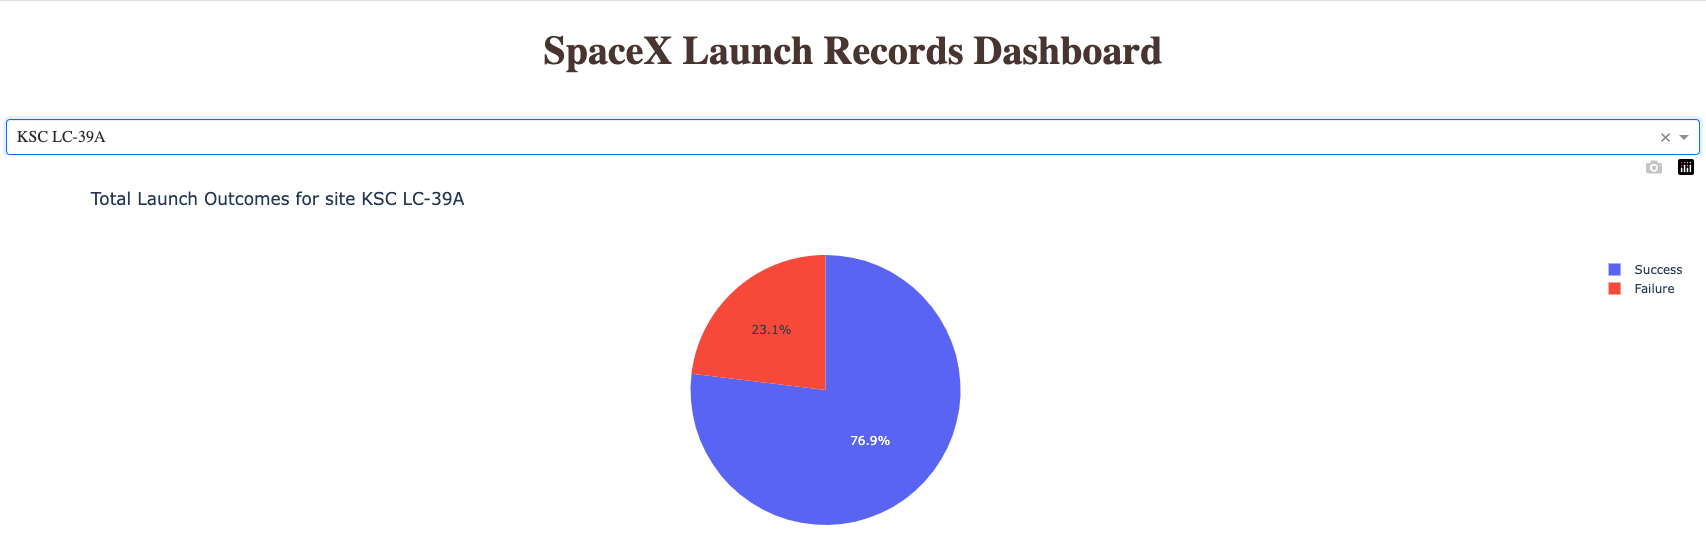 SpaceX Launch Records Dashboard
KSC LC-39A
Total Launch Outcomes for site KSC LC-39A
Success
Failure
23.1%
76.9%